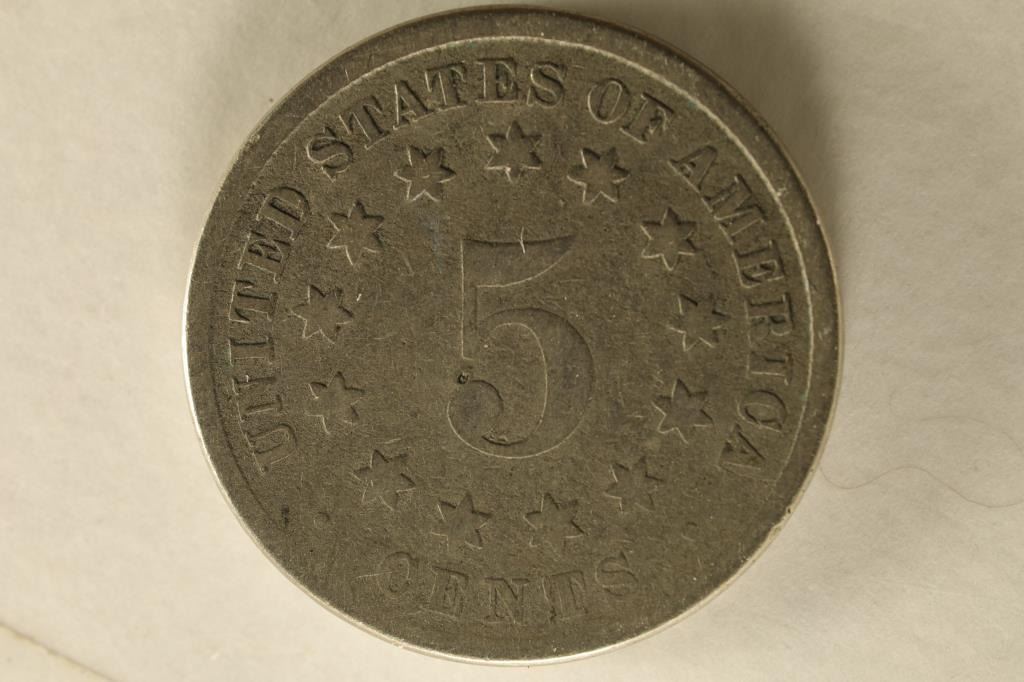 UNITED STATES OF AMERICA
5
CENTS